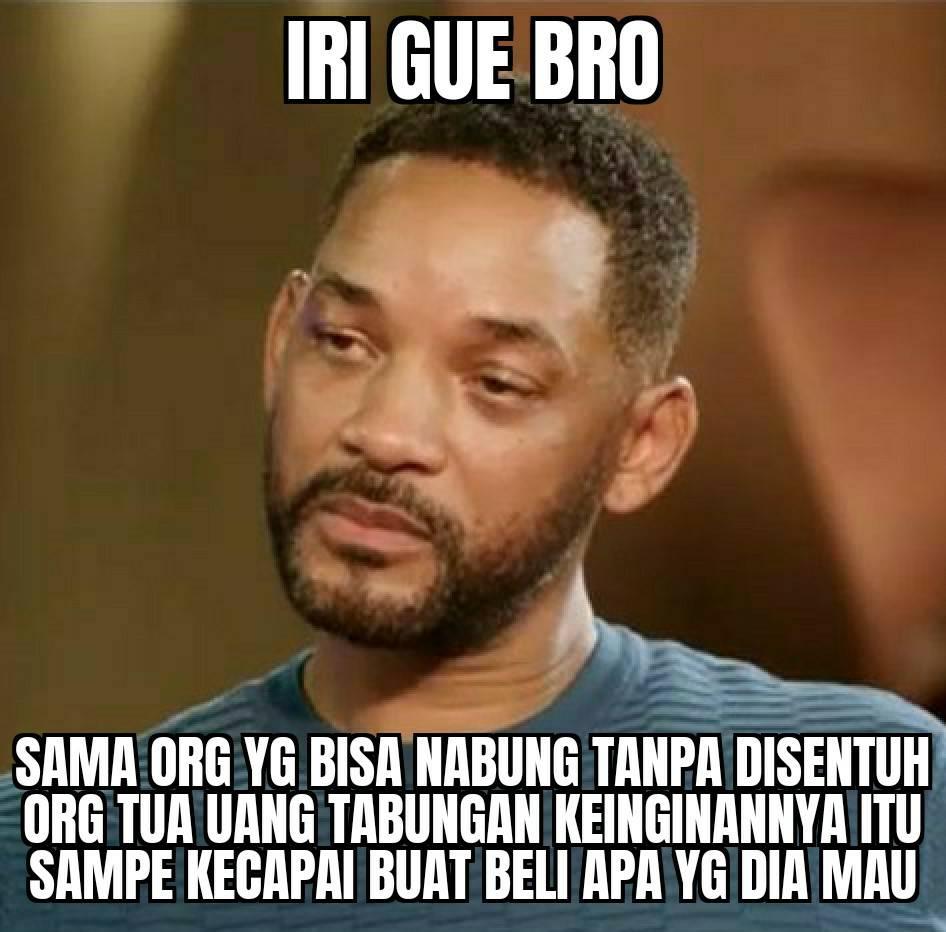 IRI GUE BRO
SAMA ORG YG BISA NABUNG TANPA DISENTUH
ORG TUA UANG TABUNGAN KEINGINANNYA ITU
SAMPE KECAPAI BUAT BELI APA YG DIA MAU